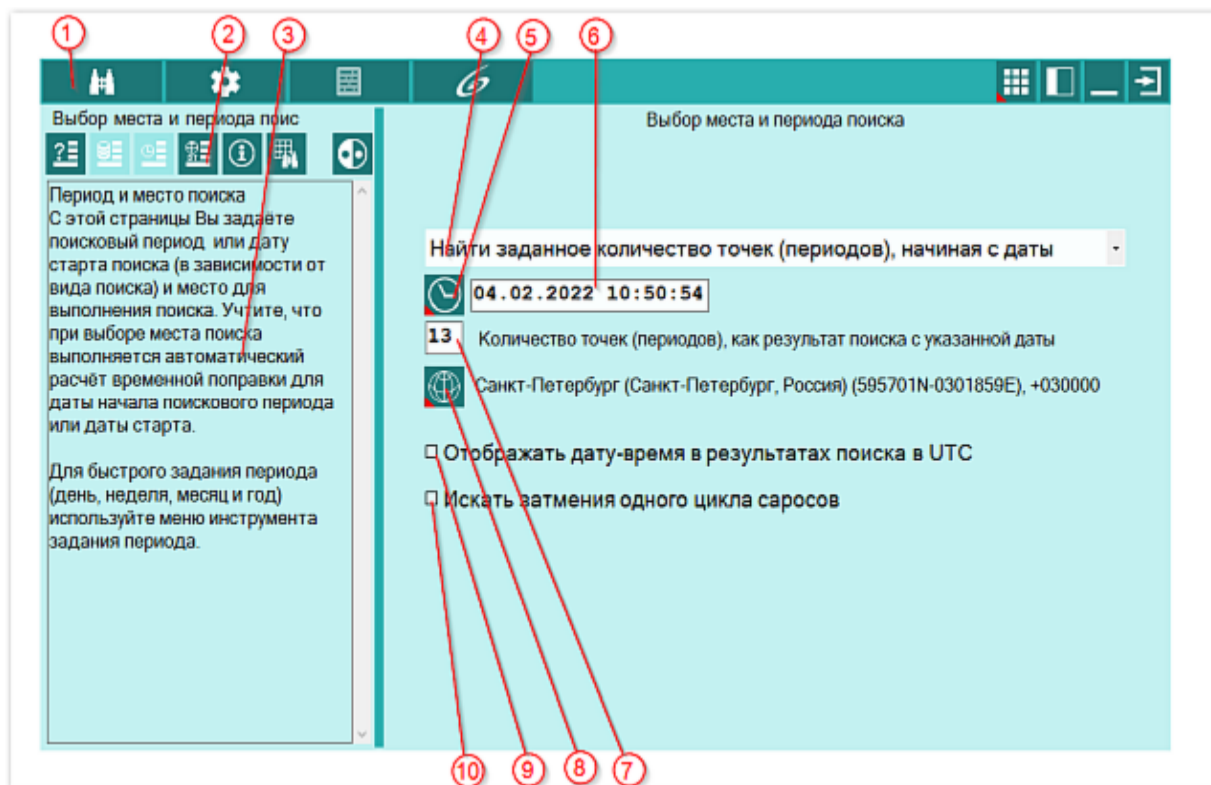 1 2 3 4 5 6
Выбор места и периода поис
Выбор места и периода поиска
Период и место поиска
С этой страницы Вы задаёте
поисковый период или дату
старта поиска (в зависимости от
вида поиска) и место для
выполнения поиска. Учтите, что
при выборе места поиска
выполняется автоматический
расчёт временной поправки для
даты начала поискового периода
или даты старта.
Для быстрого задания периода
(день, неделя, месяц и год)
используйте меню инструмента
задания периода.
Найти заданное количество точек (периодов), начиная с даты
04.02.2022 10:50:54
13 Количество точек (периодов), как результат поиска с указанной даты
Санкт-Петербург (Санкт-Петербург, Россия) (595701N-0301859E), +030000
Отображать дату-время в результатах поиска в UTC
Искать затмения одного цикла саросов
10 9 8 7